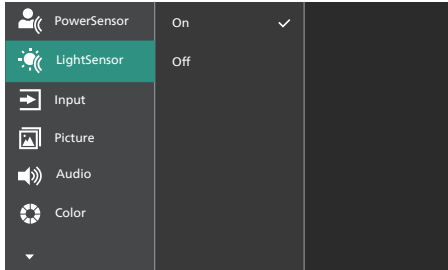 PowerSensor
On
LightSensor
Off
Input
Picture
Audio
Color